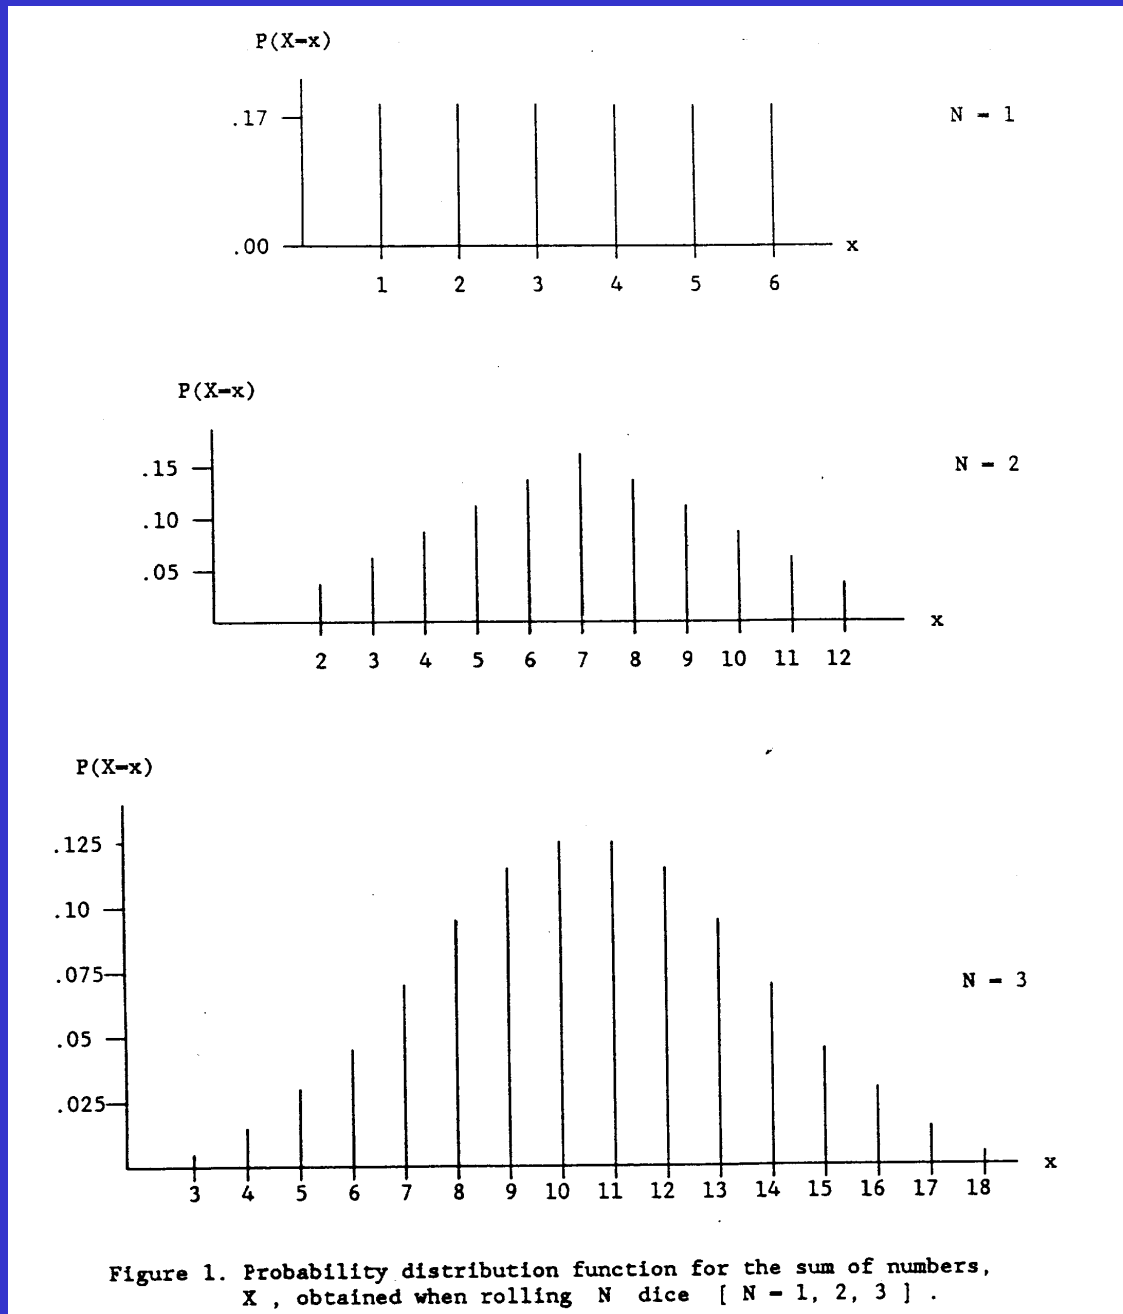 P(X=x)
.17
N = 1
.00
x
1 2 3 4 5 6
P(X=x)
.15
N = 2
.10
.05
x
2 3 4 5 6 7 8 9 10 11 12
P(X=x)
.125
.10
.075
N = 3
.05
.025
x
3 4 5 6 7 8 9 10 11 12 13 14 15 16 17 18
Figure 1. Probability distribution function for the sum of numbers,
X , obtained when rolling N dice [ N = 1, 2, 3 ] .